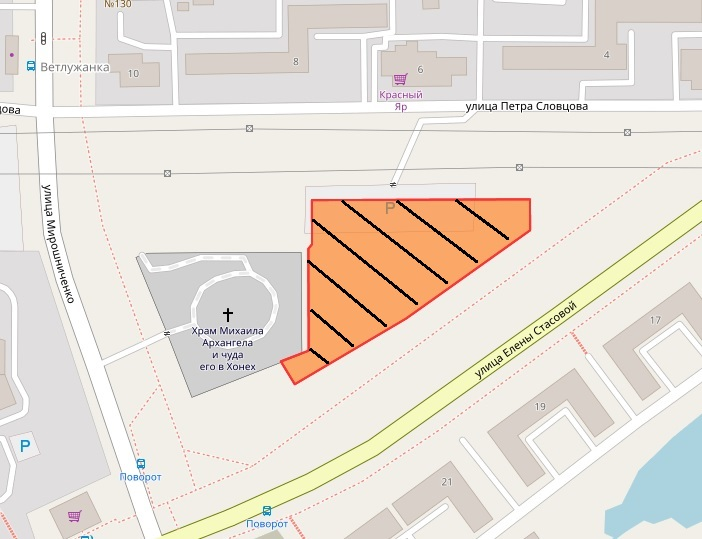 №130
8
Ветлужанка
10
6
4
Красный
Яр
улица Петра Словцова
цова
улица Мирошниченко
P
Храм Михаила
Архангела
и чуда
его в Хонех
17
улица Елены Стасовой
19
P
Поворот
21
Поворот